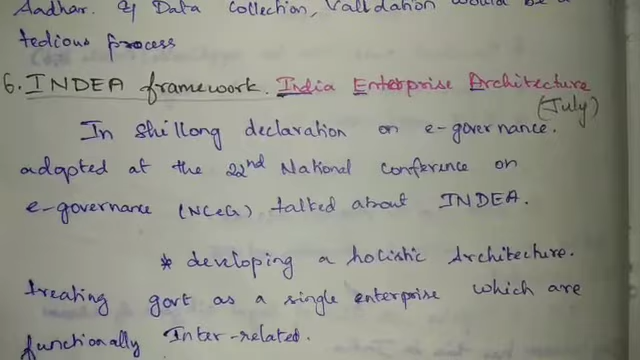 Aadhar. & Data Collection, Validation would be a
tedious process
6. INDEA framework. India Enterprise Architecture
(July)
In Shillong declaration on e-governance.
adopted at the 22nd National Conference on
e-governance (NCeG) talked about INDEA.
* developing a holistic Architecture.
treating govt as a single enterprise which are
functionally Inter-related.